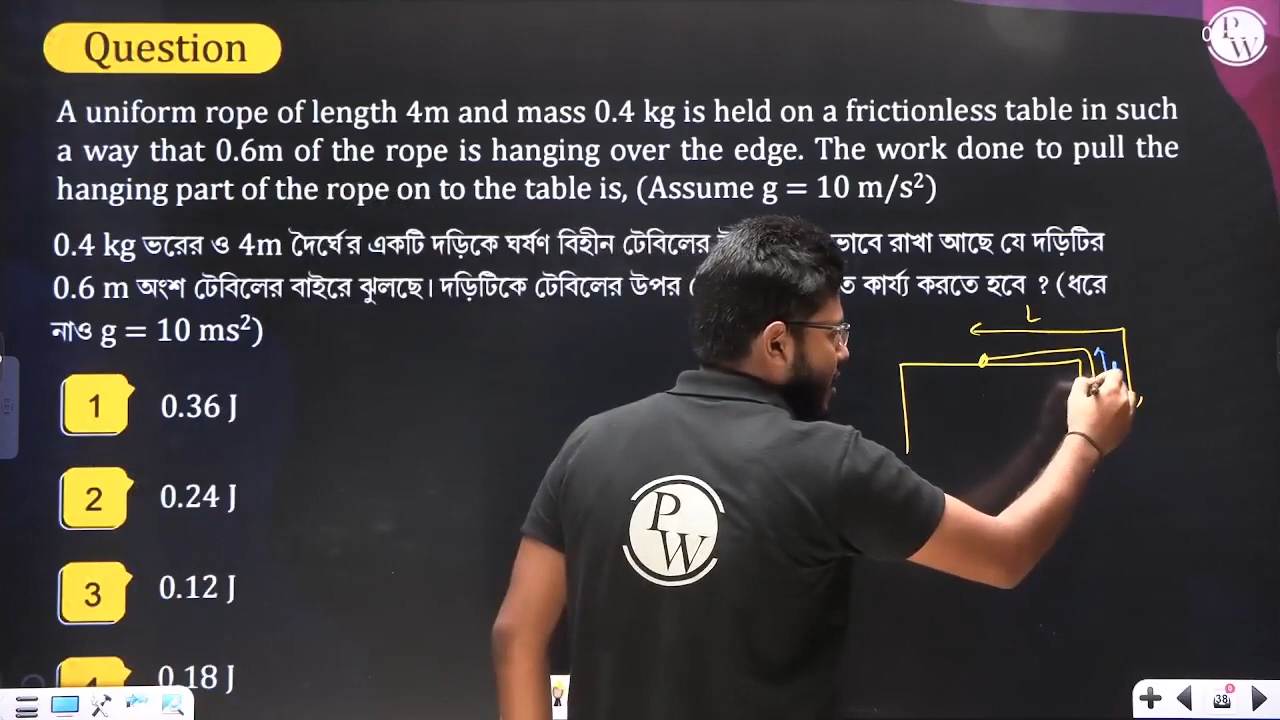 Question
A uniform rope of length 4m and mass 0.4 kg is held on a frictionless table in such
a way that 0.6m of the rope is hanging over the edge. The work done to pull the
hanging part of the rope on to the table is, (Assume g = 10 m/s²)
0.4 kg ভরের ও 4m দৈর্ঘের একটি দড়িকে ঘর্ষণ বিহীন টেবিলের ভাবে রাখা আছে যে দড়িটির
0.6 m অংশ টেবিলের বাইরে ঝুলছে। দড়িটিকে টেবিলের উপর কার্য্য করতে হবে ? (ধরে
নাও g = 10 ms²)
L
1 0.36 J
2 0.24 J
3 0.12 J
4 0.18 J
PW
PW
38